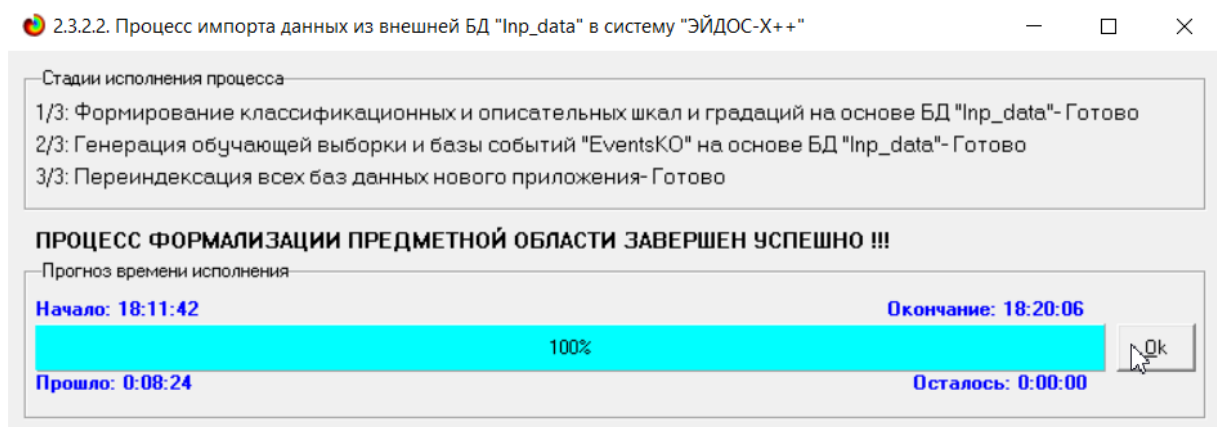 2.3.2.2. Процесс импорта данных из внешней БД "Inp_data" в систему "ЭЙДОС-X++"
Стадии исполнения процесса
1/3: Формирование классификационных и описательных шкал и градаций на основе БД "Inp_data"- Готово
2/3: Генерация обучающей выборки и базы событий "EventsKO" на основе БД "Inp_data"- Готово
3/3: Переиндексация всех баз данных нового приложения- Готово
ПРОЦЕСС ФОРМАЛИЗАЦИИ ПРЕДМЕТНОЙ ОБЛАСТИ ЗАВЕРШЕН УСПЕШНО !!!
Прогноз времени исполнения
Начало: 18:11:42 Окончание: 18:20:06
100% Ok
Прошло: 0:08:24 Осталось: 0:00:00